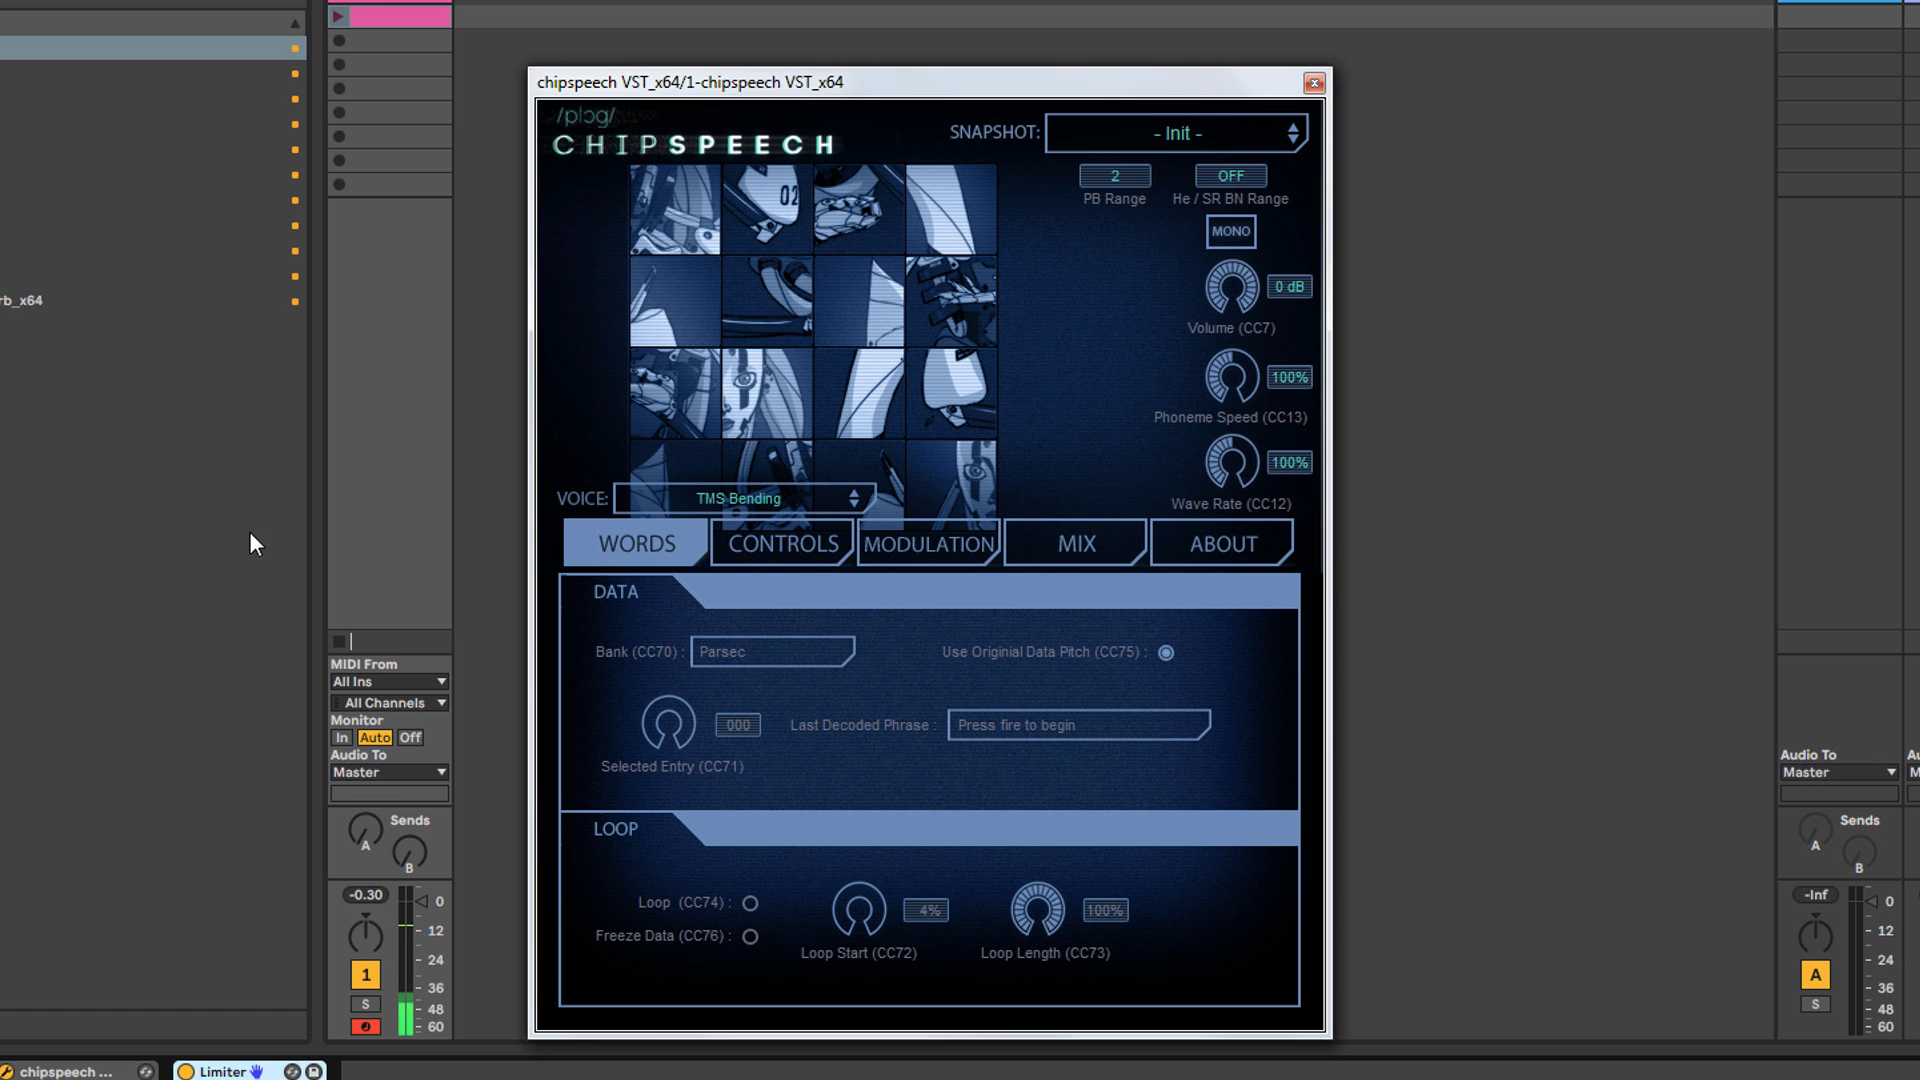 chipspeech VST_x64/1-chipspeech VST_x64
/plog/
CHIPSPEECH
SNAPSHOT: - Init -
2 OFF
PB Range He / SR BN Range
MONO
02
0 dB
Volume (CC7)
rb_x64
100%
Phoneme Speed (CC13)
100%
Wave Rate (CC12)
VOICE: TMS Bending
WORDS CONTROLS MODULATION MIX ABOUT
DATA
Bank (CC70) : Parsec Use Originial Data Pitch (CC75) :
000 Last Decoded Phrase : Press fire to begin
Selected Entry (CC71)
LOOP
Loop (CC74) : 4% 100%
Freeze Data (CC76) :
Loop Start (CC72) Loop Length (CC73)
MIDI From
All Ins
All Channels
Monitor
In Auto Off
Audio To
Master
Sends
A
B
-0.30
0
12
24
1
36
S
48
60
Audio To
Master
Sends
A
B
-Inf
0
12
24
A
36
S
48
60
Au
M
chipspeech ... Limiter